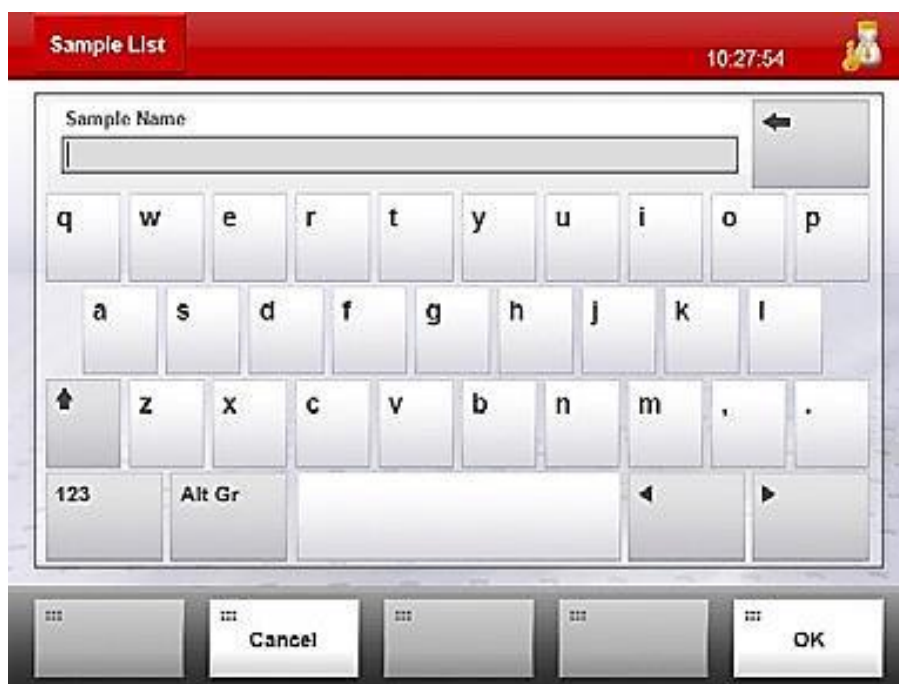 Sample List
10:27:54
Sample Name
q w e r t y u i o p
a s d f g h j k l
z x c v b n m , .
123 Alt Gr
Cancel OK